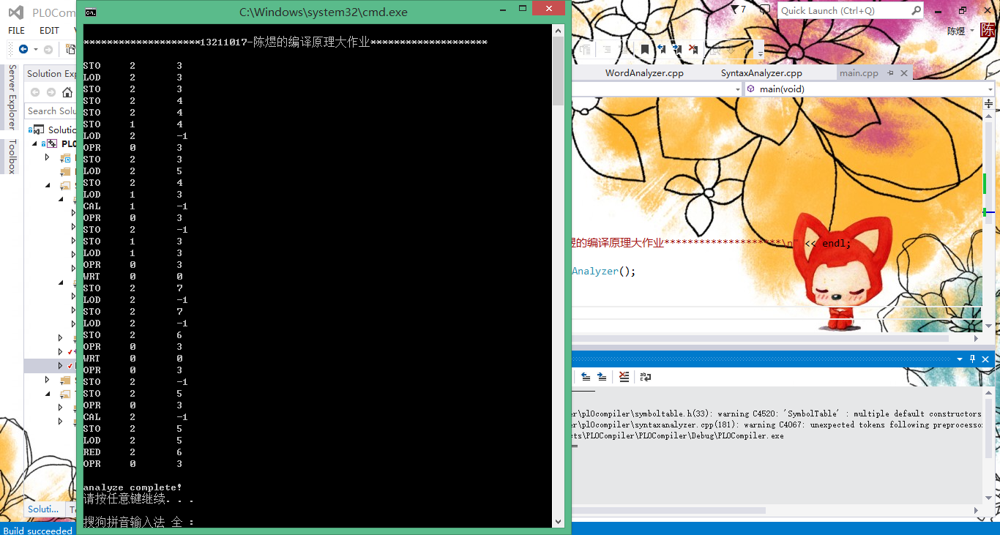 PL0Com
C:\Windows\system32\cmd.exe
7
Quick Launch (Ctrl+Q)
FILE
EDIT
陈煜
陈
********************13211017-陈煜的编译原理大作业********************
Server Explorer
Toolbox
Solution Exp
Search Solu
Solutio
PL0
WordAnalyzer.cpp
SyntaxAnalyzer.cpp
main.cpp
main(void)
STO 2 3
LOD 2 3
STO 2 3
STO 2 4
STO 2 4
STO 1 4
LOD 2 -1
OPR 0 3
STO 2 3
LOD 2 5
STO 2 4
LOD 1 3
CAL 1 -1
OPR 0 3
STO 2 -1
STO 1 3
LOD 1 3
OPR 0 3
WRT 0 0
STO 2 7
LOD 2 -1
STO 2 7
LOD 2 -1
STO 2 6
OPR 0 3
WRT 0 0
OPR 0 3
STO 2 -1
STO 2 5
OPR 0 3
CAL 2 -1
STO 2 5
LOD 2 5
RED 2 6
OPR 0 3
analyze complete!
请按任意键继续. . .
搜狗拼音输入法 全 :
煜的编译原理大作业********************\n" << endl;
Analyzer();
er\pl0compiler\symboltable.h(33): warning C4520: 'SymbolTable' : multiple default constructors
er\pl0compiler\syntaxanalyzer.cpp(181): warning C4067: unexpected tokens following preprocesso
cts\PL0Compiler\PL0Compiler\Debug\PL0Compiler.exe
Soluti...
Build succeeded